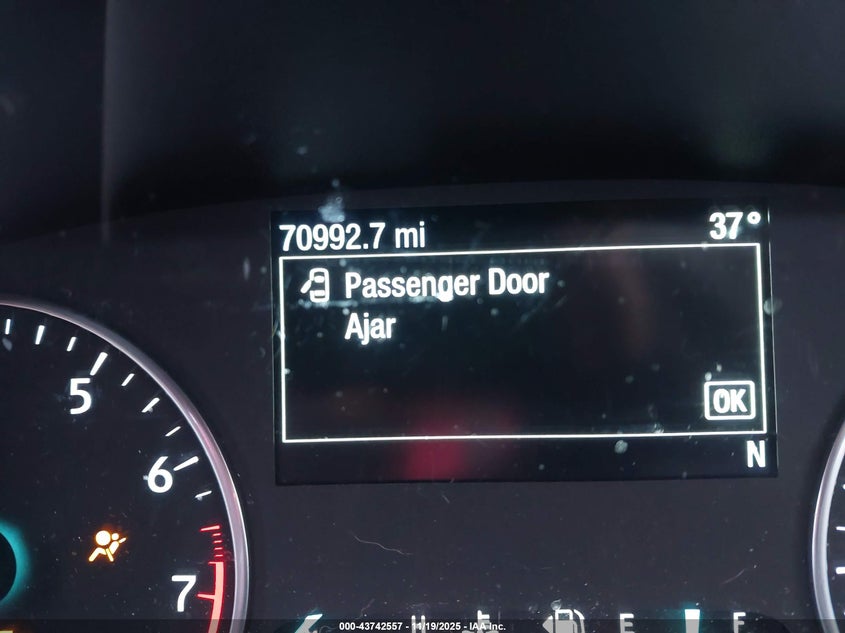 70992.7 mi 37°
Passenger Door
Ajar
OK
N
5
6
7
H
E F
000-43742557 - 11/19/2025 - IAA Inc.